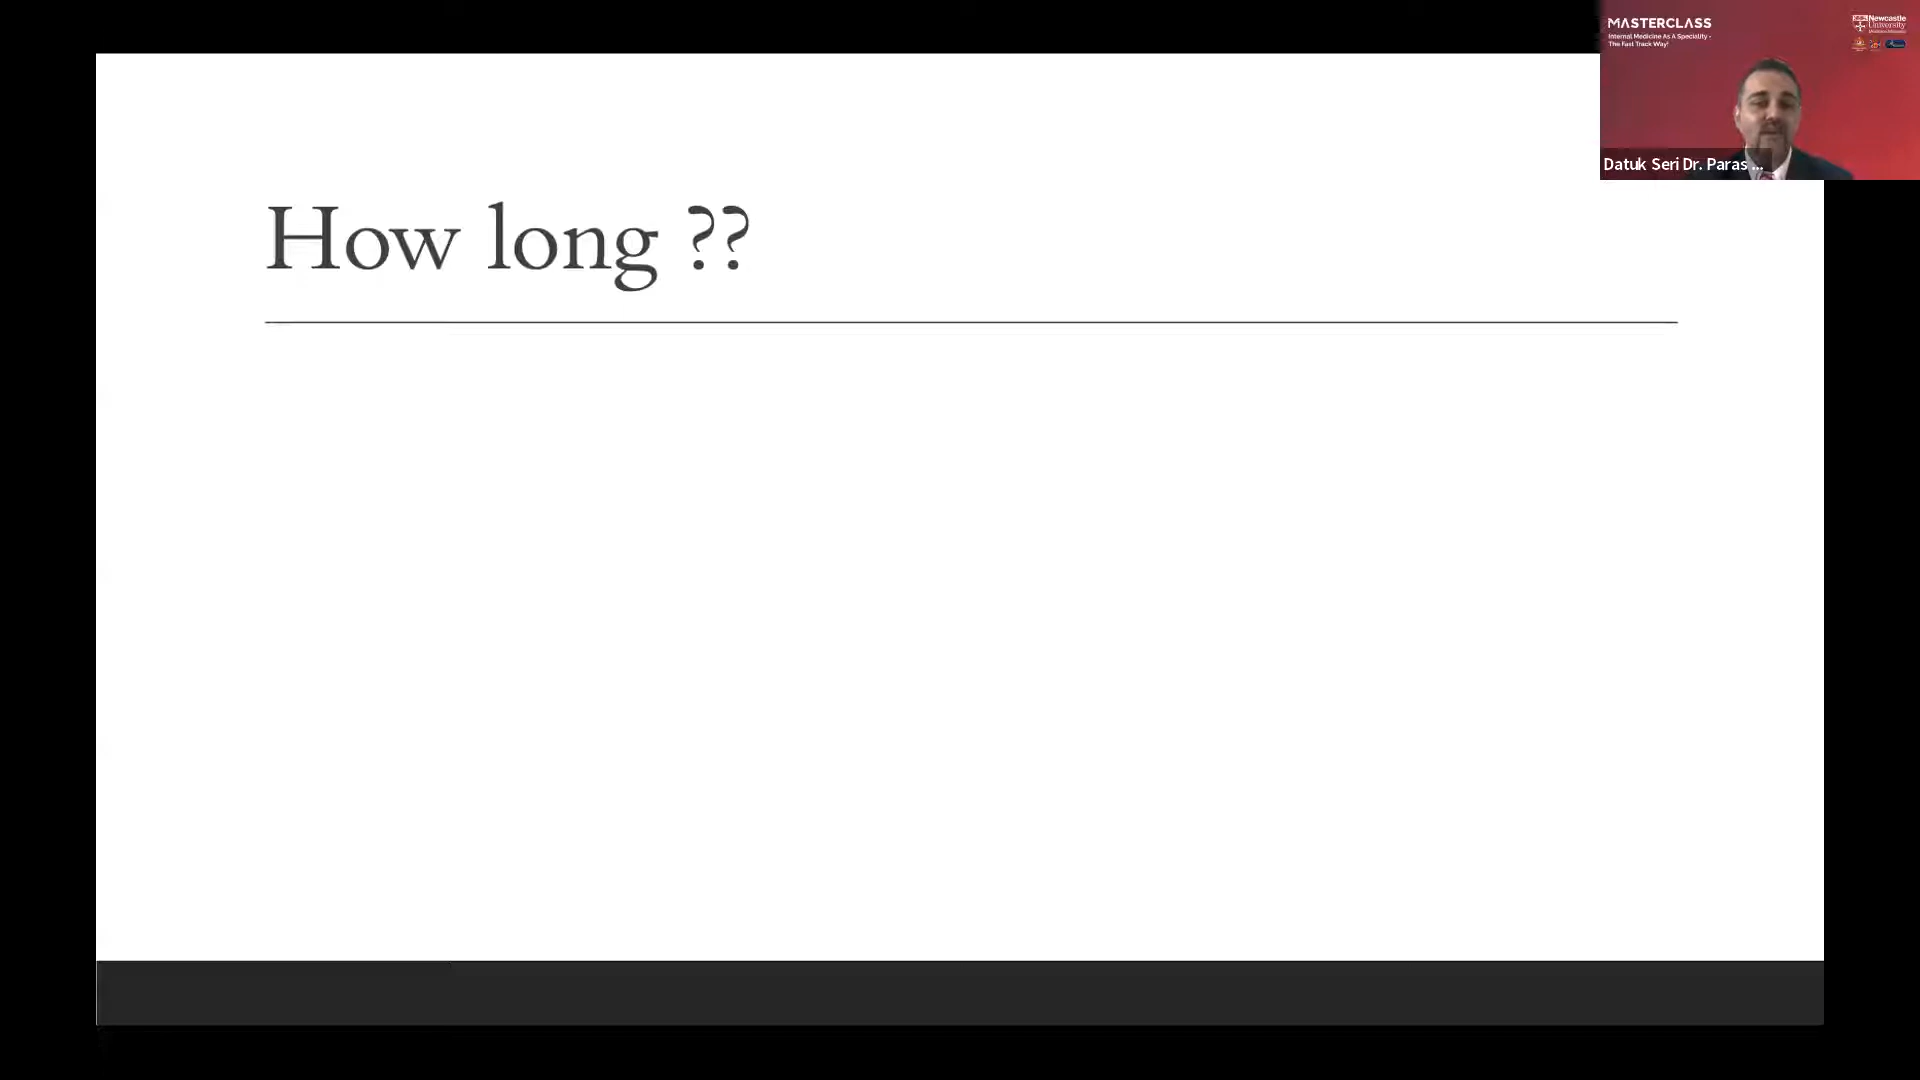 How long ??
MASTERCLASS
Internal Medicine As A Speciality -
The Fast Track Way!
Newcastle
University
Datuk Seri Dr. Paras ...